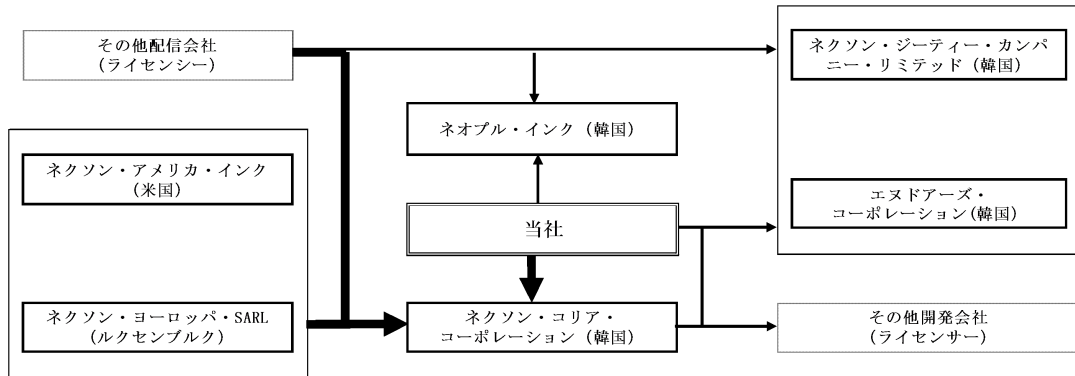 その他配信会社
(ライセンシー)
ネクソン・ジーティー・カンパ
ニー・リミテッド（韓国）
ネオプル・インク（韓国）
ネクソン・アメリカ・インク
（米国）
エヌドアーズ・
コーポレーション(韓国）
当社
ネクソン・ヨーロッパ・SARL
（ルクセンブルク）
ネクソン・コリア・
コーポレーション（韓国）
その他開発会社
(ライセンサー)